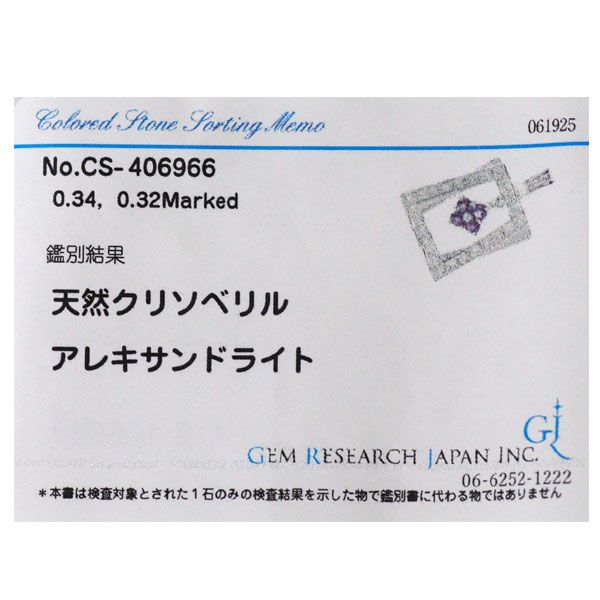 Colored Stone Sorting Memo
061925
No.CS-406966
0.34, 0.32Marked
鑑別結果
天然クリソベリル
アレキサンドライト
GJ
GEM RESEARCH JAPAN INC.
06-6252-1222
*本書は検査対象とされた1石のみの検査結果を示した物で鑑別書に代わる物ではありません